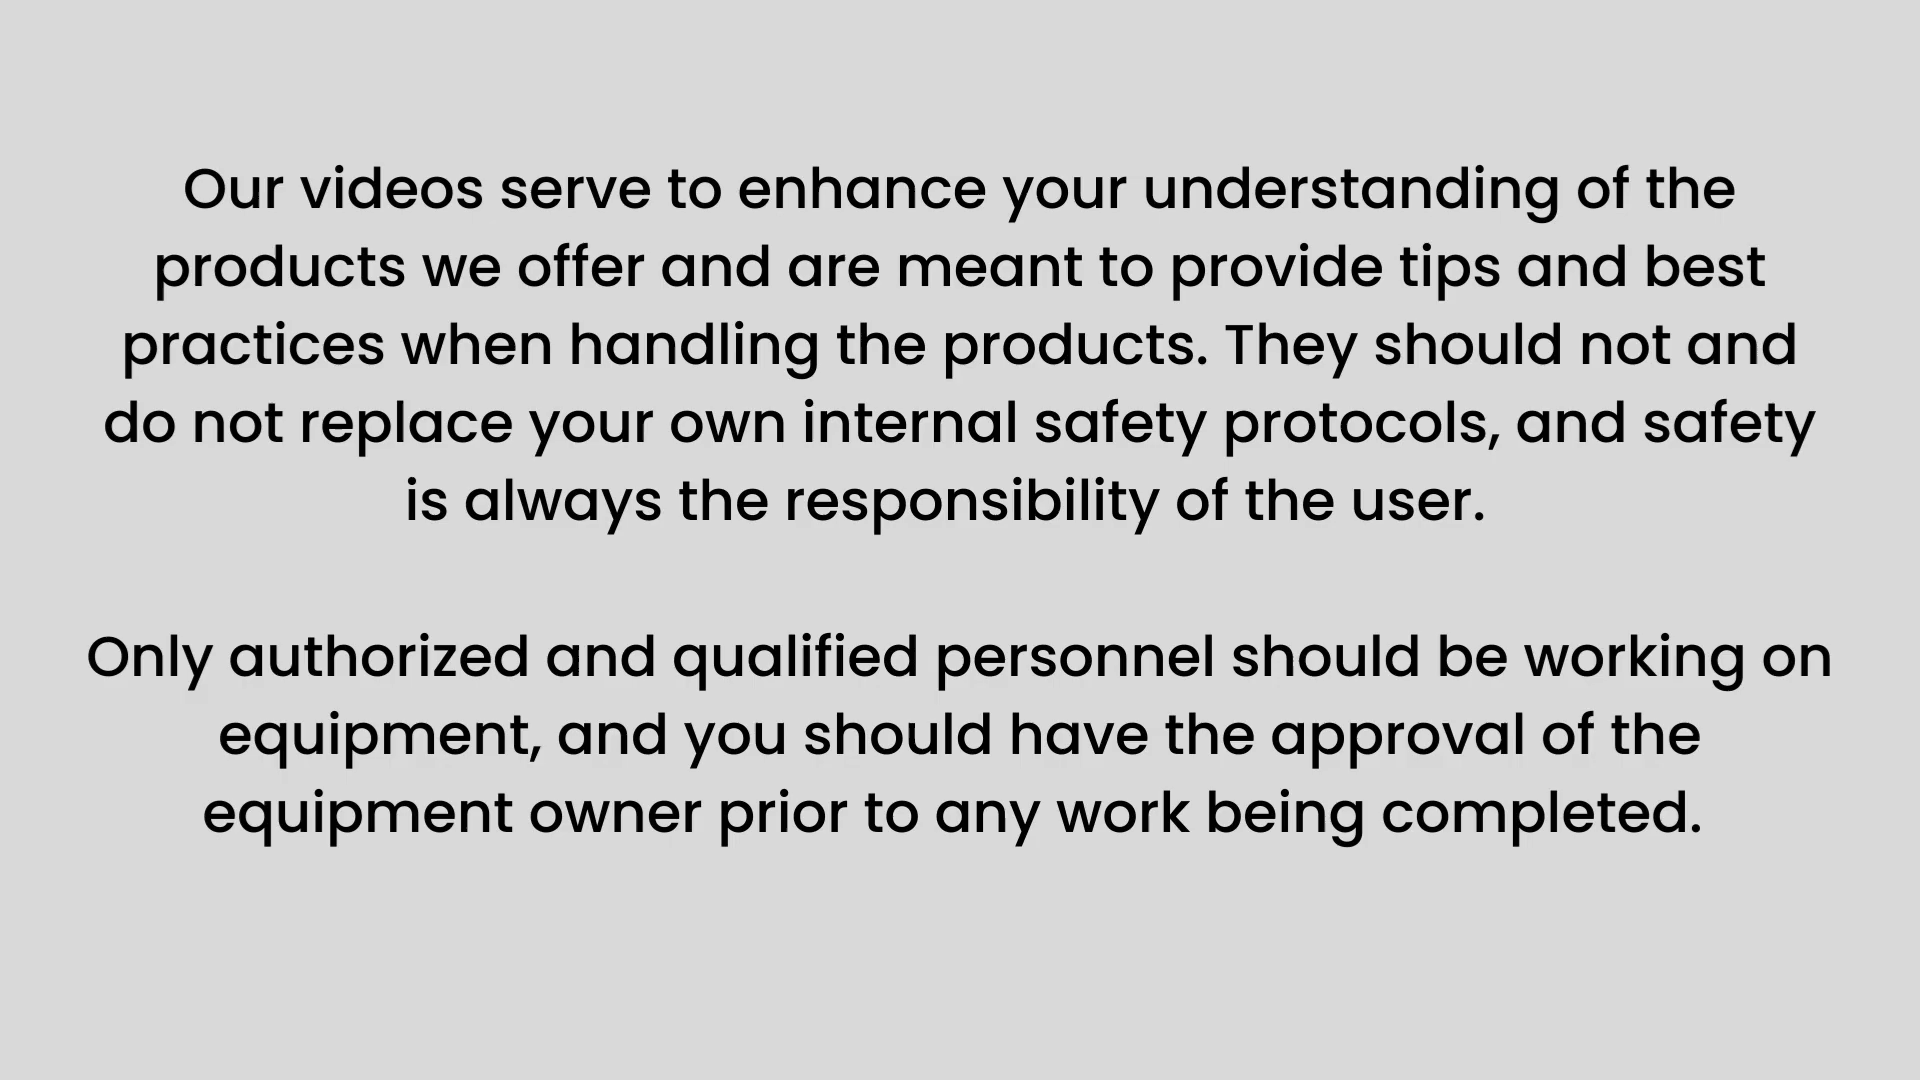 Our videos serve to enhance your understanding of the
products we offer and are meant to provide tips and best
practices when handling the products. They should not and
do not replace your own internal safety protocols, and safety
is always the responsibility of the user.
Only authorized and qualified personnel should be working on
equipment, and you should have the approval of the
equipment owner prior to any work being completed.